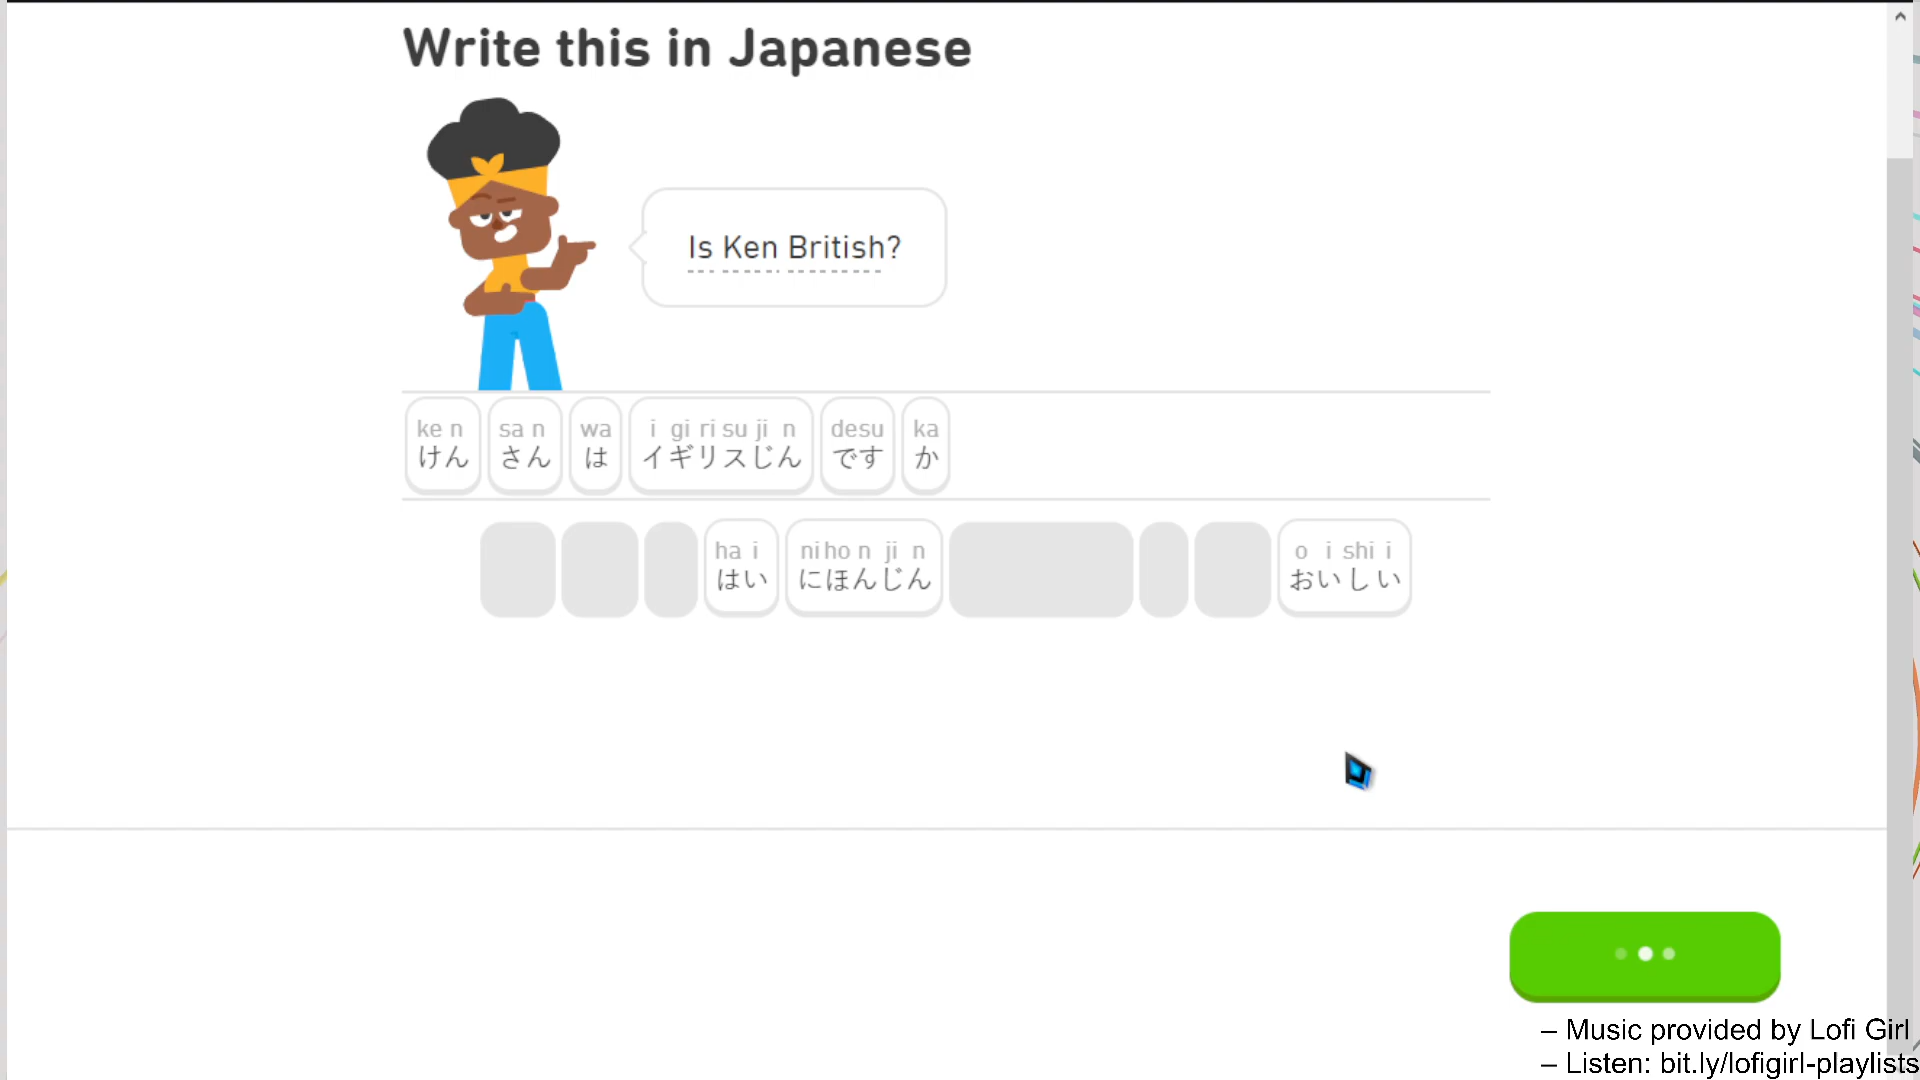 Write this in Japanese
Is Ken British?
ke n sa n wa i gi ri su ji n desu ka
けん さん は イギリスじん です か
ha i ni ho n ji n o i shi i
はい にほんじん おいしい
– Music provided by Lofi Girl
– Listen: bit.ly/lofigirl-playlists